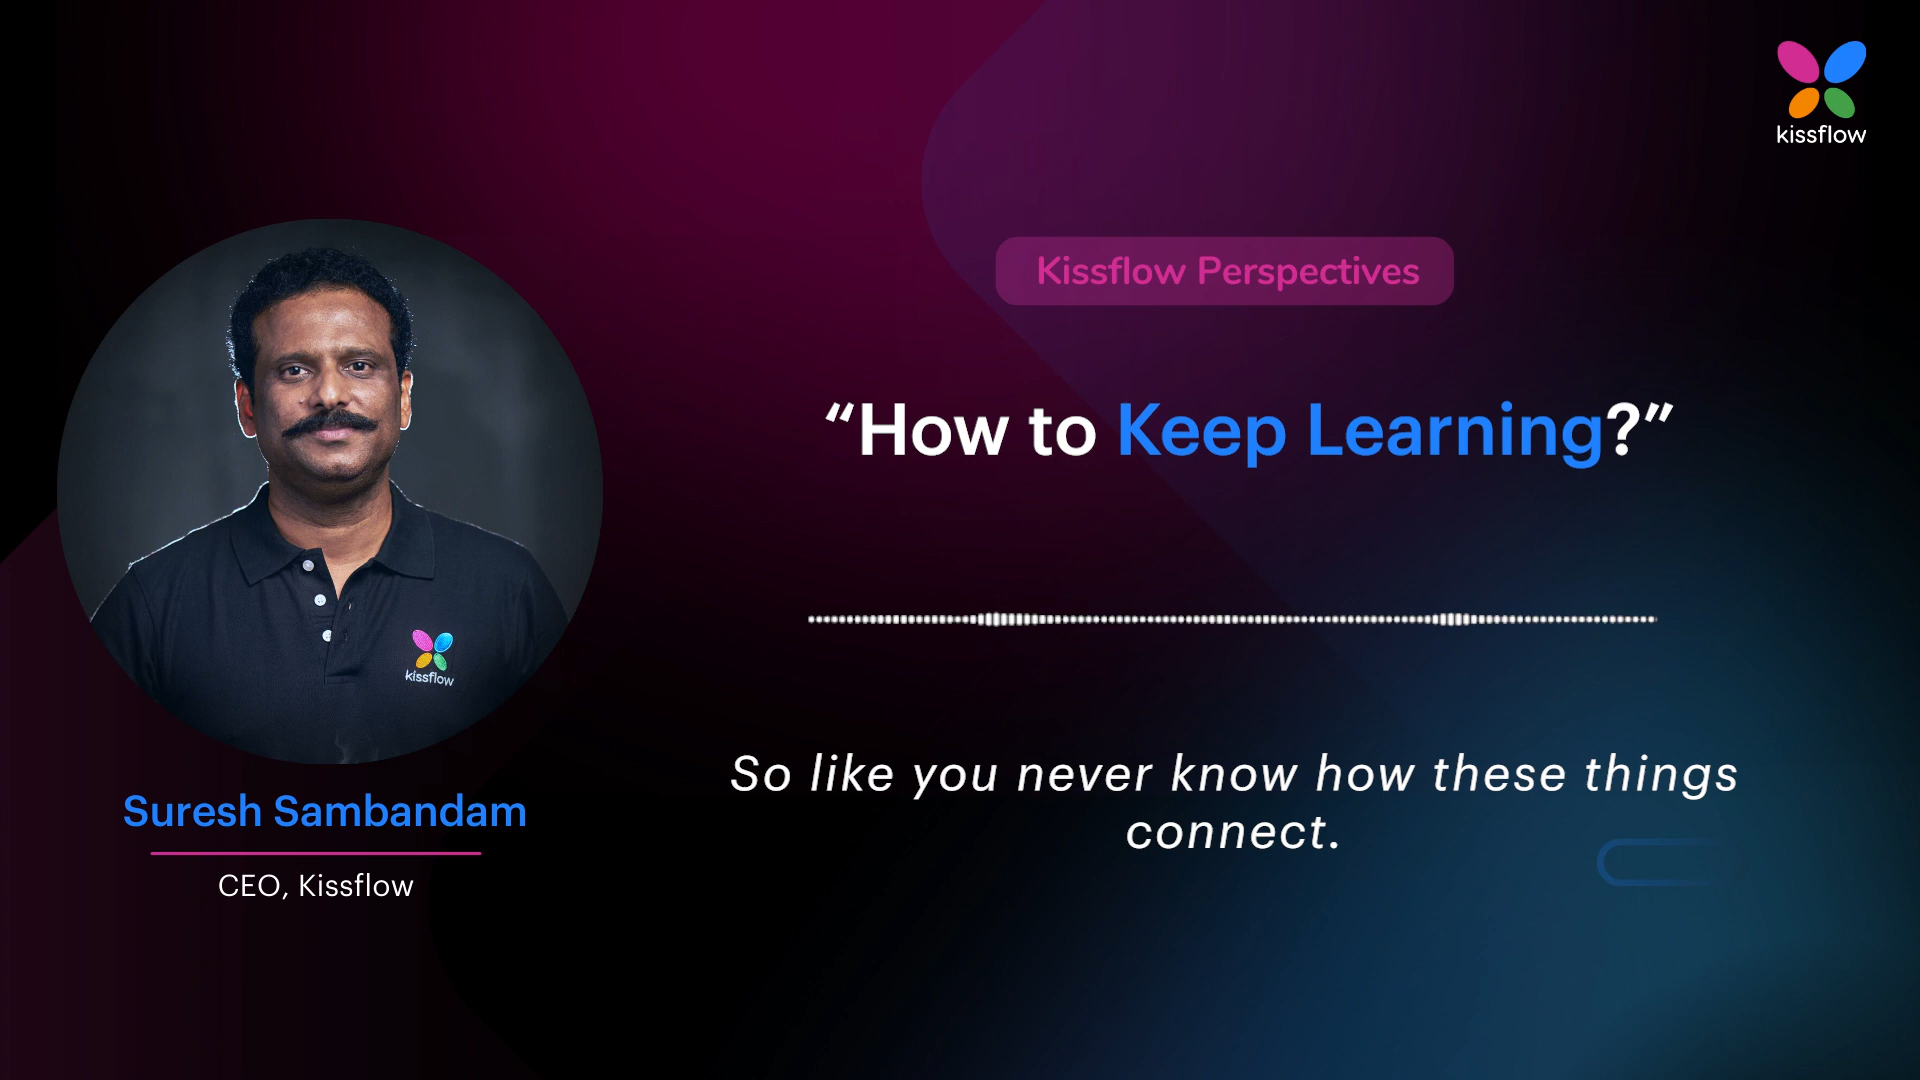 kissflow
Kissflow Perspectives
“How to Keep Learning?”
kissflow
So like you never know how these things
connect.
Suresh Sambandam
CEO, Kissflow